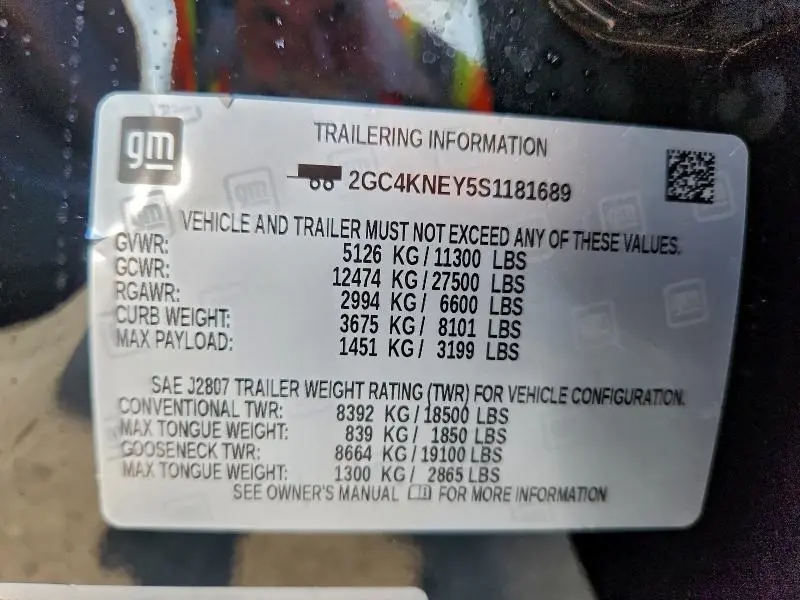 gm
TRAILERING INFORMATION
2GC4KNEY5S1181689
VEHICLE AND TRAILER MUST NOT EXCEED ANY OF THESE VALUES.
GVWR: 5126 KG / 11300 LBS
GCWR: 12474 KG / 27500 LBS
RGAWR: 2994 KG / 6600 LBS
CURB WEIGHT: 3675 KG / 8101 LBS
MAX PAYLOAD: 1451 KG / 3199 LBS
SAE J2807 TRAILER WEIGHT RATING (TWR) FOR VEHICLE CONFIGURATION.
CONVENTIONAL TWR: 8392 KG / 18500 LBS
MAX TONGUE WEIGHT: 839 KG / 1850 LBS
GOOSENECK TWR: 8664 KG / 19100 LBS
MAX TONGUE WEIGHT: 1300 KG / 2865 LBS
SEE OWNER'S MANUAL FOR MORE INFORMATION